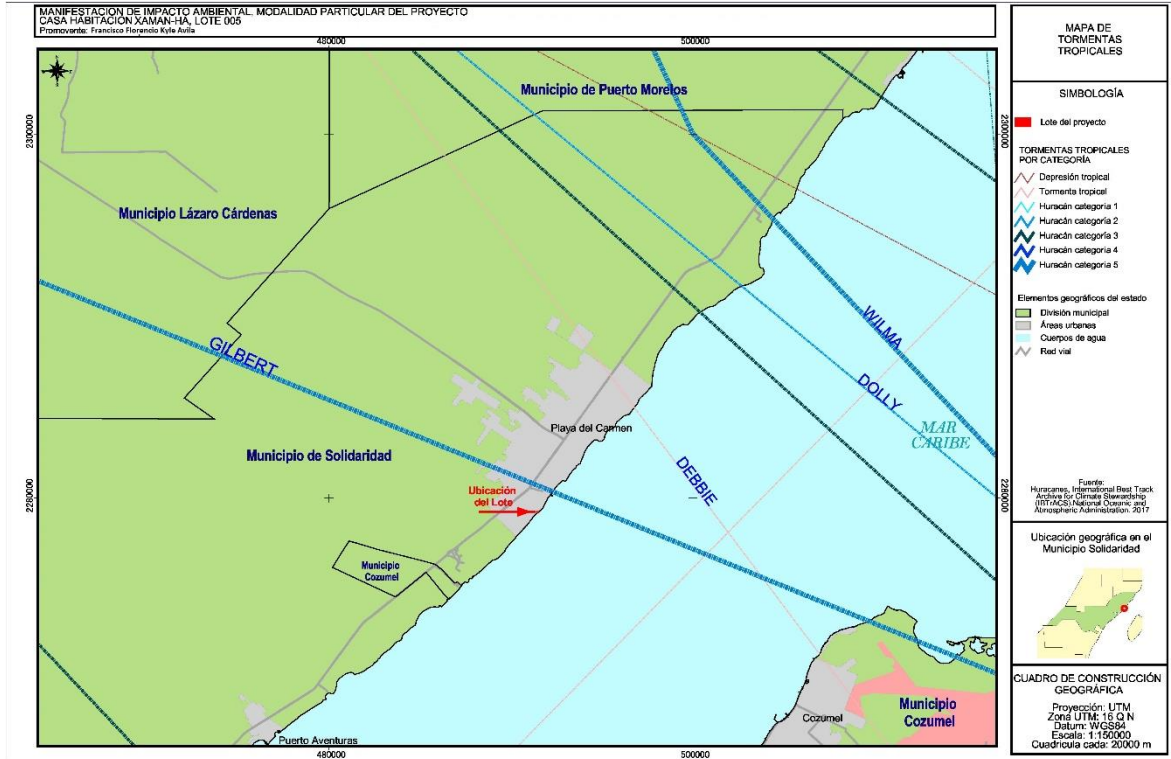 MANIFESTACIÓN DE IMPACTO AMBIENTAL, MODALIDAD PARTICULAR DEL PROYECTO
CASA HABITACIÓN XAMAN-HÁ, LOTE 005
Promovente: Francisco Florencio Kyle Avila
480000
500000
2300000
2300000
2280000
2280000
Municipio de Puerto Morelos
Municipio Lázaro Cárdenas
GILBERT
WILMA
DOLLY
MAR
CARIBE
Playa del Carmen
Municipio de Solidaridad
DEBBIE
Ubicación
del Lote
Municipio
Cozumel
Municipio
Cozumel
Cozumel
Puerto Aventuras
480000
500000
MAPA DE
TORMENTAS
TROPICALES
SIMBOLOGÍA
Lote del proyecto
TORMENTAS TROPICALES
POR CATEGORÍA
Depresión tropical
Tormenta tropical
Huracán categoría 1
Huracán categoría 2
Huracán categoría 3
Huracán categoría 4
Huracán categoría 5
Elementos geográficos del estado
División municipal
Áreas urbanas
Cuerpos de agua
Red vial
Fuente:
Huracanes, International Best Track
Archive for Climate Stewardship
(IBTrACS) National Oceanic and
Atmospheric Administration. 2017
Ubicación geográfica en el
Municipio Solidaridad
CUADRO DE CONSTRUCCIÓN
GEOGRÁFICA
Proyección: UTM
Zona UTM: 16 Q N
Datum: WGS84
Escala: 1:150000
Cuadrícula cada: 20000 m